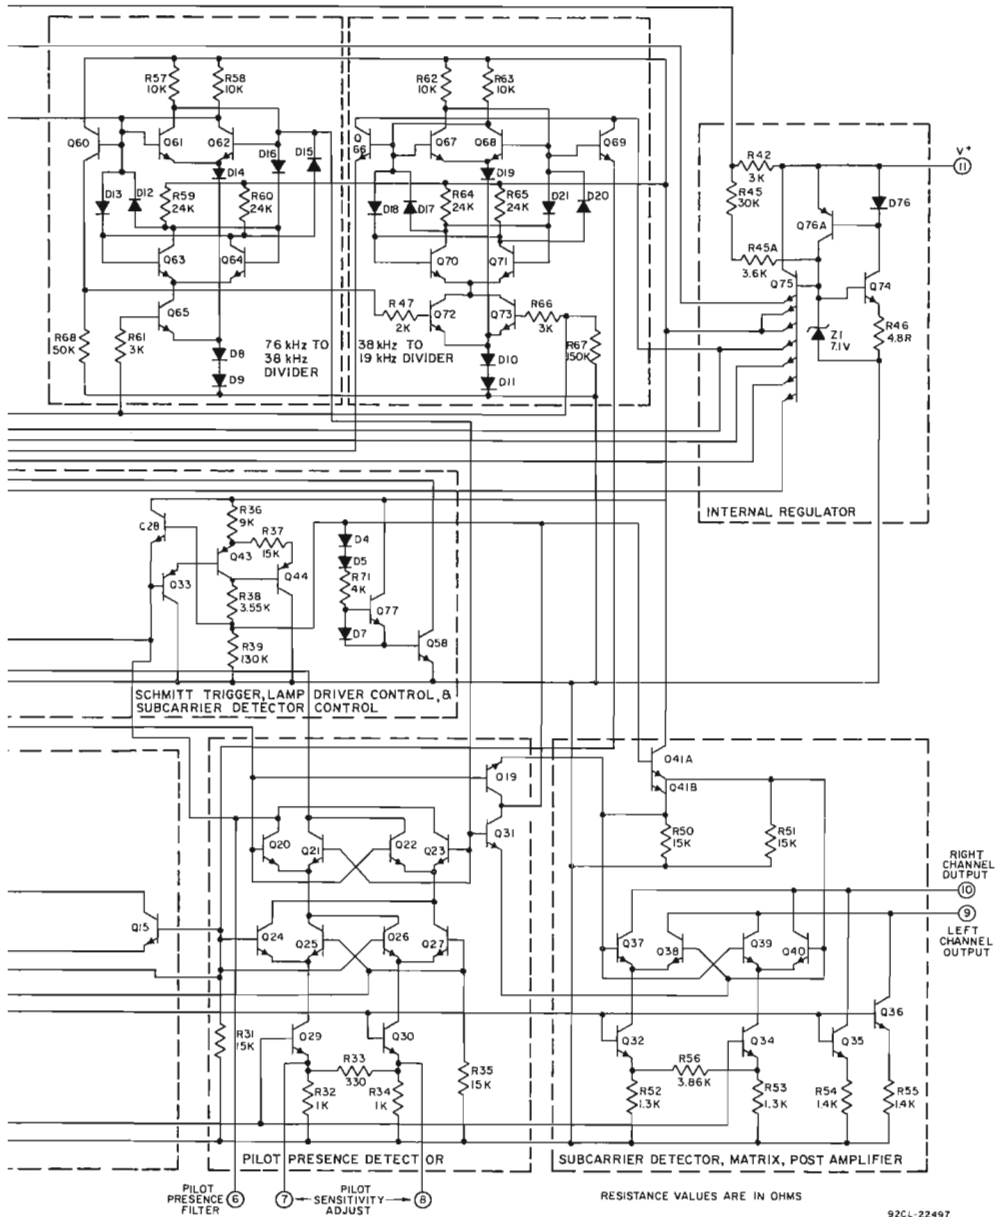 R57
10K
R58
10K
R62
10K
R63
10K
Q60
Q61
Q62
D16
D15
Q
66
Q67
Q68
Q69
D14
D19
D13
D12
R59
24K
R60
24K
D18
D17
R64
24K
R65
24K
D21
D20
Q63
Q64
Q70
Q71
Q65
R47
2K
Q72
Q73
R66
3K
R68
50K
R61
3K
D8
D9
76 kHz TO
38 kHz
DIVIDER
38 kHz TO
19 kHz DIVIDER
D10
D11
R67
150K
R42
3K
V+
11
R45
30K
D76
Q76A
R45A
3.6K
Q75
Q74
Z1
7.1V
R46
4.8R
INTERNAL REGULATOR
Q28
R36
9K
R37
15K
Q43
Q44
Q33
R38
3.55K
R39
130K
D4
D5
R71
4K
Q77
D7
Q58
SCHMITT TRIGGER, LAMP DRIVER CONTROL, &
SUBCARRIER DETECTOR CONTROL
Q19
Q41A
Q41B
Q20
Q21
Q22
Q23
Q31
R50
15K
R51
15K
RIGHT
CHANNEL
OUTPUT
10
9
LEFT
CHANNEL
OUTPUT
Q15
Q24
Q25
Q26
Q27
Q37
Q38
Q39
Q40
Q36
R31
15K
Q29
Q30
R33
330
R32
1K
R34
1K
R35
15K
Q32
R56
3.86K
Q34
Q35
R52
1.3K
R53
1.3K
R54
1.4K
R55
1.4K
PILOT PRESENCE DETECTOR
SUBCARRIER DETECTOR, MATRIX, POST AMPLIFIER
PILOT
PRESENCE
FILTER
6
7
PILOT
SENSITIVITY
ADJUST
8
RESISTANCE VALUES ARE IN OHMS
92CL-22497